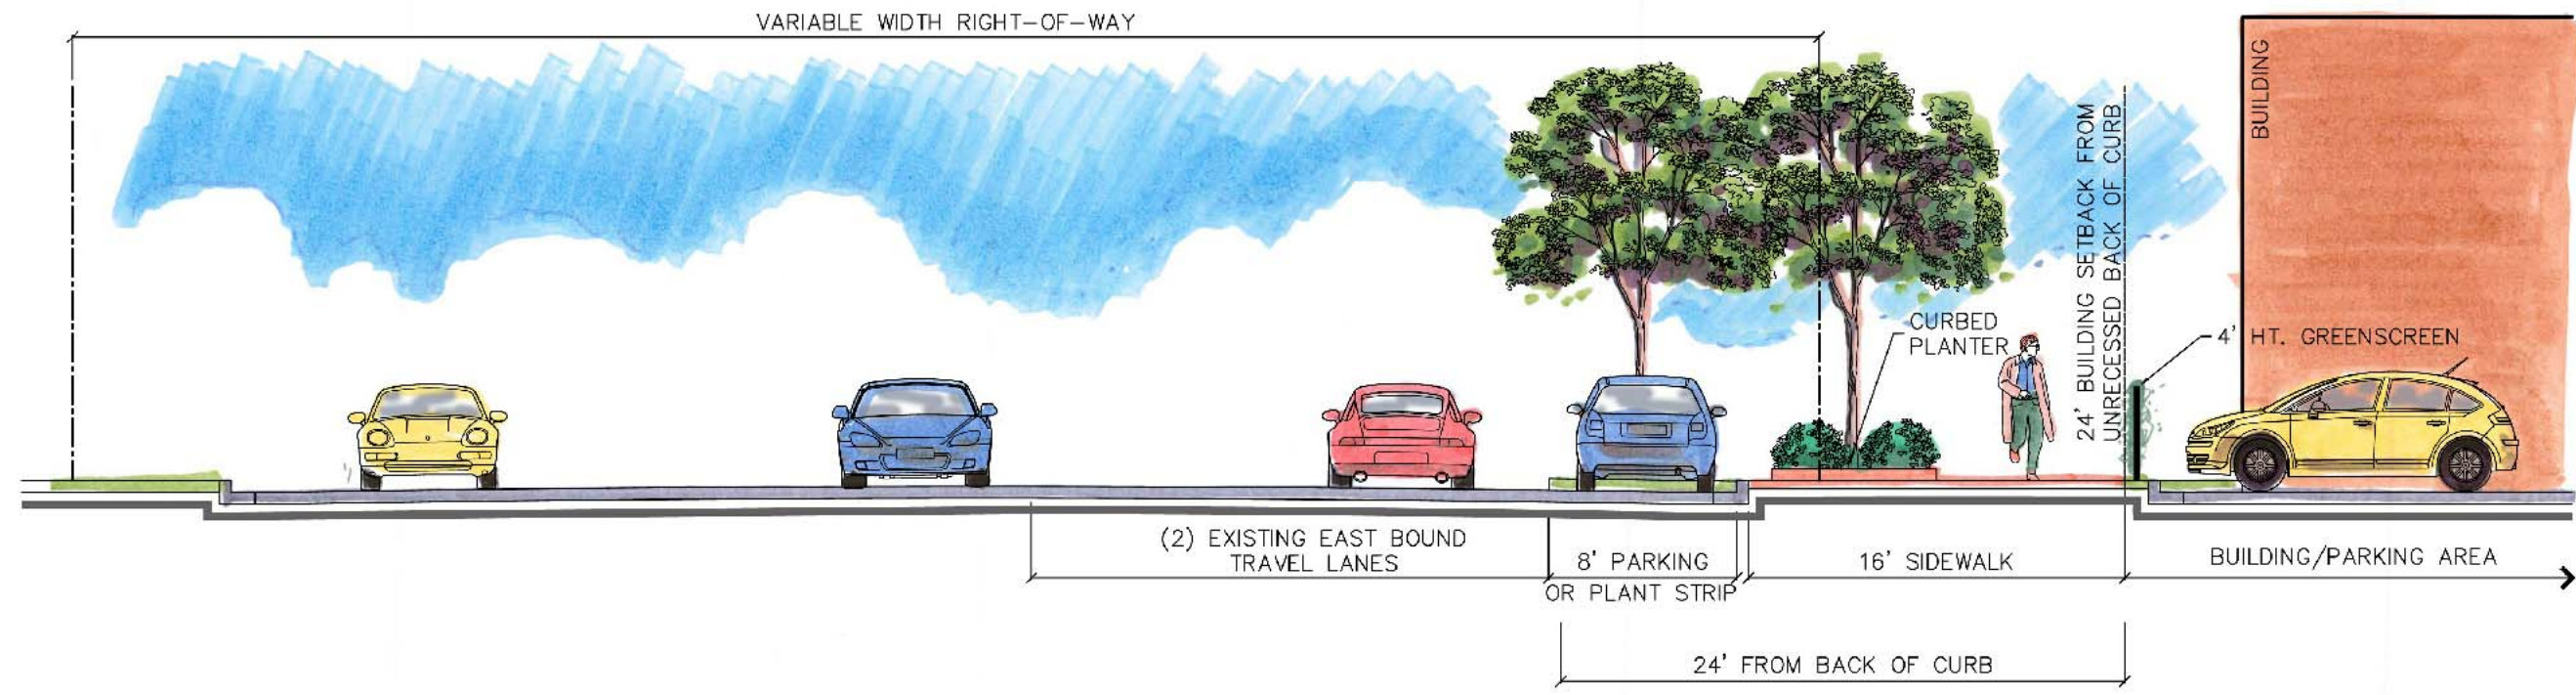 VARIABLE WIDTH RIGHT-OF-WAY
BUILDING
24' BUILDING SETBACK FROM
UNRECESSED BACK OF CURB
CURBED
PLANTER
4' HT. GREENSCREEN
(2) EXISTING EAST BOUND
TRAVEL LANES
8' PARKING
OR PLANT STRIP
16' SIDEWALK
BUILDING/PARKING AREA
24' FROM BACK OF CURB